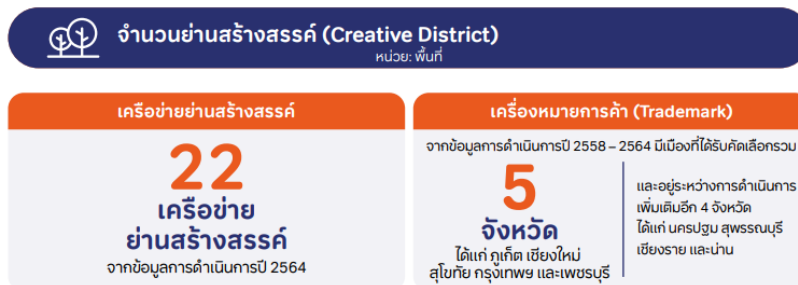 จำนวนย่านสร้างสรรค์ (Creative District)
หน่วย: พื้นที่
เครือข่ายย่านสร้างสรรค์
22
เครือข่าย
ย่านสร้างสรรค์
จากข้อมูลการดำเนินการปี 2564
เครื่องหมายการค้า (Trademark)
จากข้อมูลการดำเนินการปี 2558 – 2564 มีเมืองที่ได้รับคัดเลือกรวม
5
จังหวัด
ได้แก่ ภูเก็ต เชียงใหม่
สุโขทัย กรุงเทพฯ และเพชรบุรี
และอยู่ระหว่างการดำเนินการ
เพิ่มเติมอีก 4 จังหวัด
ได้แก่ นครปฐม สุพรรณบุรี
เชียงราย และน่าน